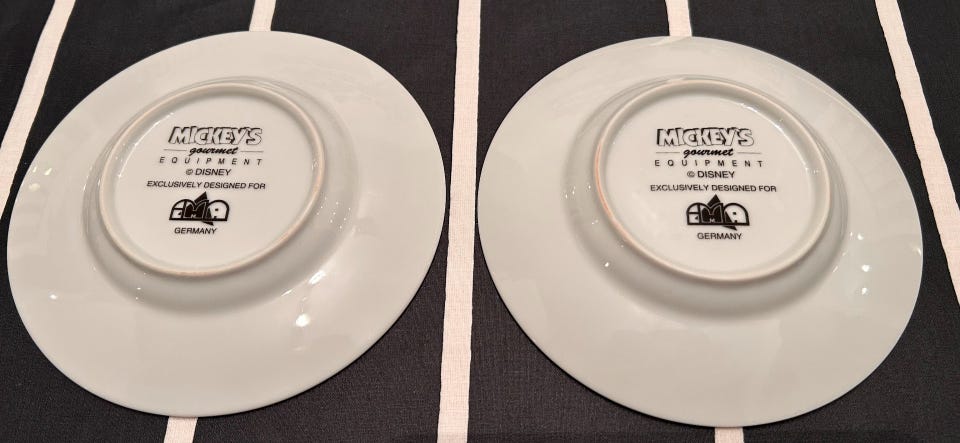 MICKEY'S
gourmet
EQUIPMENT
© DISNEY
EXCLUSIVELY DESIGNED FOR
GERMANY
MICKEY'S
gourmet
EQUIPMENT
© DISNEY
EXCLUSIVELY DESIGNED FOR
GERMANY